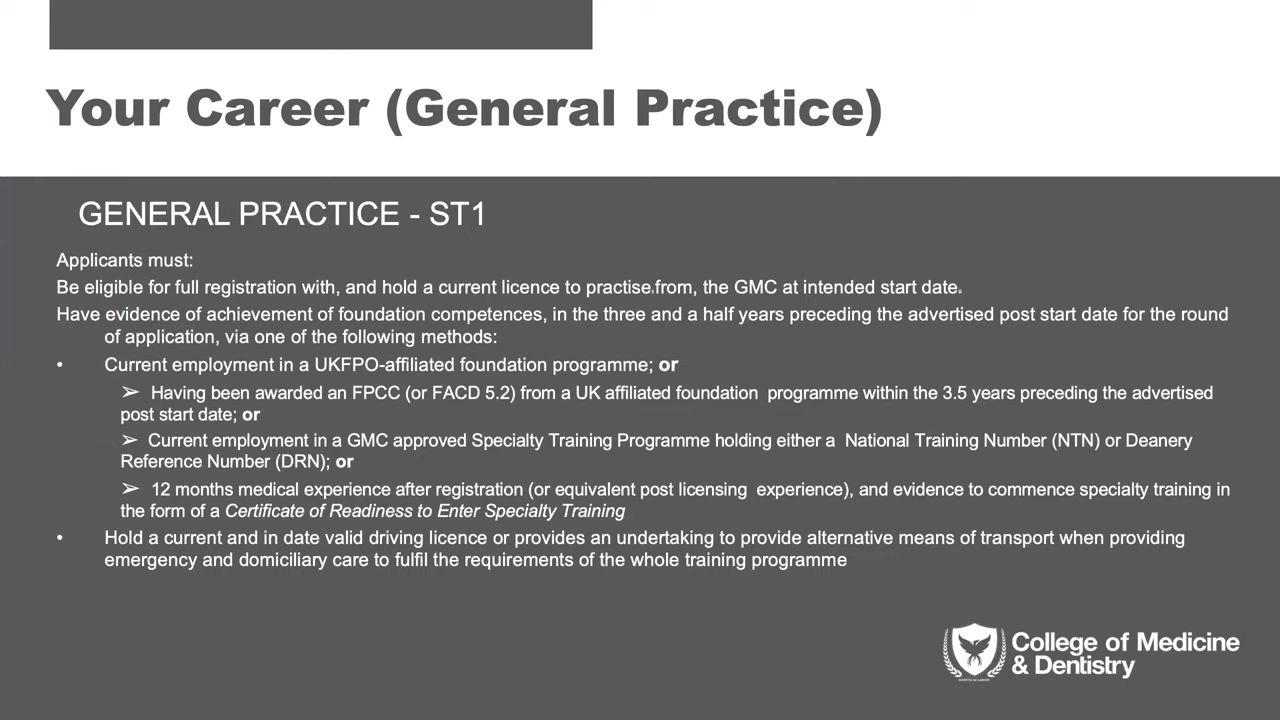 Your Career (General Practice)
GENERAL PRACTICE - ST1
Applicants must:
Be eligible for full registration with, and hold a current licence to practise.from, the GMC at intended start date.
Have evidence of achievement of foundation competences, in the three and a half years preceding the advertised post start date for the round
of application, via one of the following methods:
• Current employment in a UKFPO-affiliated foundation programme; or
➢ Having been awarded an FPCC (or FACD 5.2) from a UK affiliated foundation programme within the 3.5 years preceding the advertised
post start date; or
➢ Current employment in a GMC approved Specialty Training Programme holding either a National Training Number (NTN) or Deanery
Reference Number (DRN); or
➢ 12 months medical experience after registration (or equivalent post licensing experience), and evidence to commence specialty training in
the form of a Certificate of Readiness to Enter Specialty Training
• Hold a current and in date valid driving licence or provides an undertaking to provide alternative means of transport when providing
emergency and domiciliary care to fulfil the requirements of the whole training programme
College of Medicine
& Dentistry